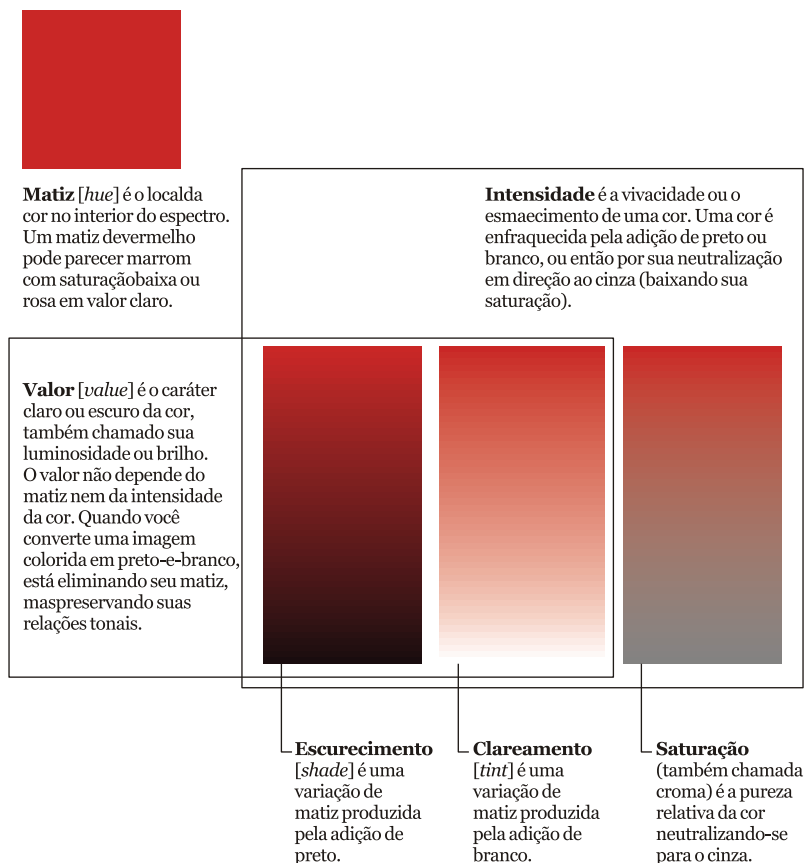 Matiz [hue] é o localda
cor no interior do espectro.
Um matiz devermelho
pode parecer marrom
com saturaçãobaixa ou
rosa em valor claro.
Intensidade é a vivacidade ou o
esmaecimento de uma cor. Uma cor é
enfraquecida pela adição de preto ou
branco, ou então por sua neutralização
em direção ao cinza (baixando sua
saturação).
Valor [value] é o caráter
claro ou escuro da cor,
também chamado sua
luminosidade ou brilho.
O valor não depende do
matiz nem da intensidade
da cor. Quando você
converte uma imagem
colorida em preto-e-branco,
está eliminando seu matiz,
maspreservando suas
relações tonais.
Escurecimento
[shade] é uma
variação de
matiz produzida
pela adição de
preto.
Clareamento
[tint] é uma
variação de
matiz produzida
pela adição de
branco.
Saturação
(também chamada
croma) é a pureza
relativa da cor
neutralizando-se
para o cinza.